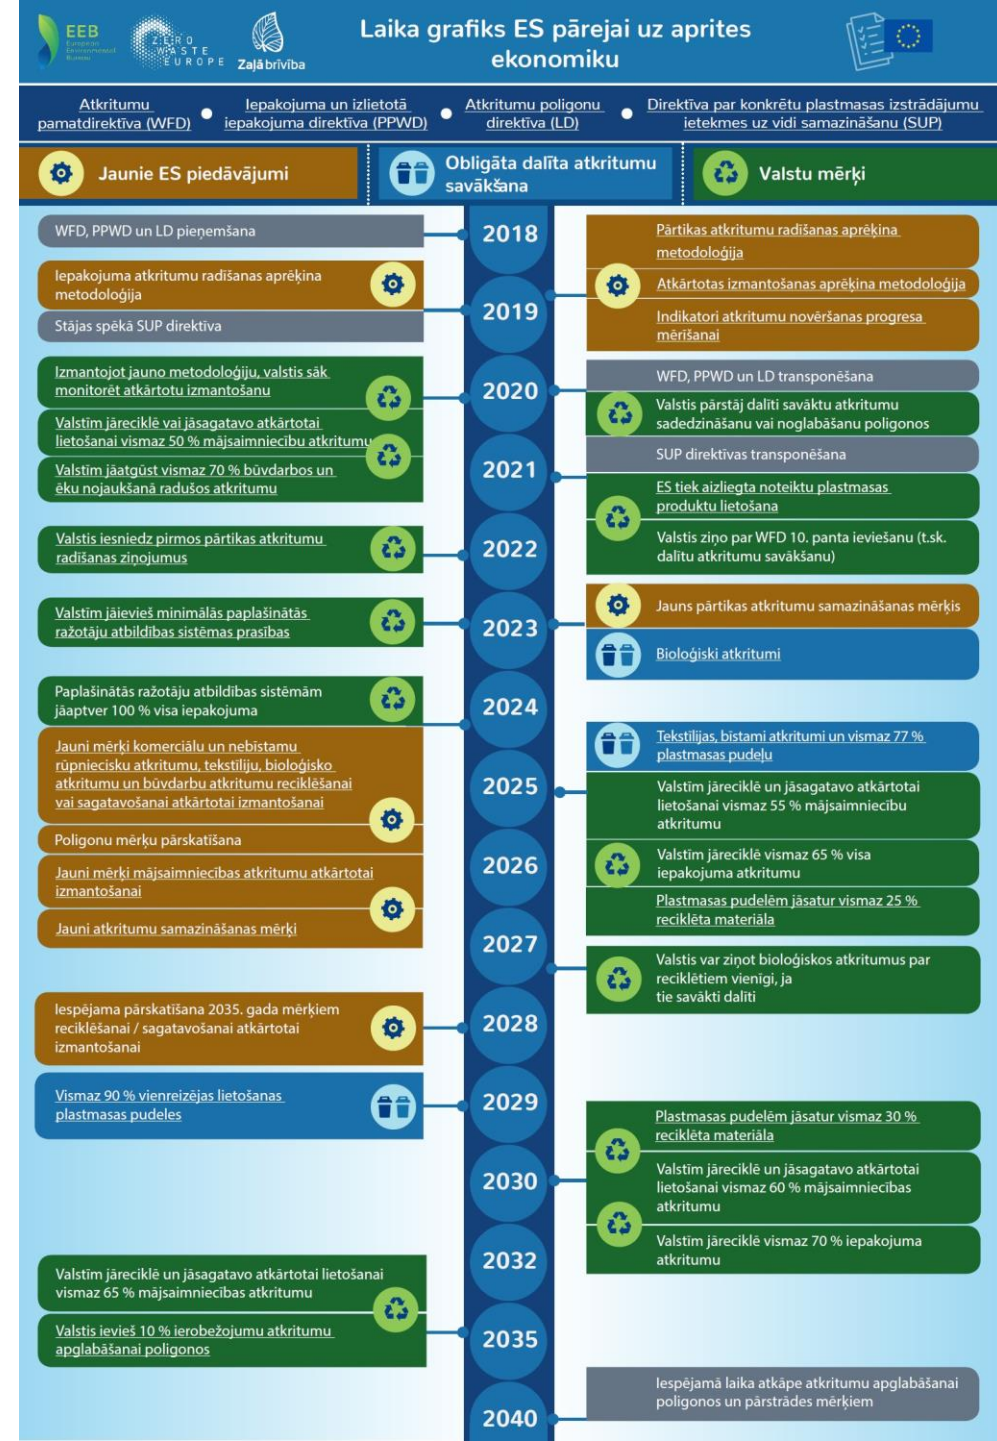 EEB
European
Environmental
Bureau
ZERO
WASTE
EUROPE
Zaļā brīvība
Laika grafiks ES pārejai uz aprites
ekonomiku
Atkritumu
pamatdirektīva (WFD)
Iepakojuma un izlietotā
iepakojuma direktīva (PPWD)
Atkritumu poligonu
direktīva (LD)
Direktīva par konkrētu plastmasas izstrādājumu
ietekmes uz vidi samazināšanu (SUP)
Jaunie ES piedāvājumi
Obligāta dalīta atkritumu
savākšana
Valstu mērķi
2018
WFD, PPWD un LD pieņemšana
Pārtikas atkritumu radīšanas aprēķina
metodoloģija
Atkārtotas izmantošanas aprēķina metodoloģija
Indikatori atkritumu novēršanas progresa
mērīšanai
Iepakojuma atkritumu radīšanas aprēķina
metodoloģija
Stājas spēkā SUP direktīva
2019
Izmantojot jauno metodoloģiju, valstis sāk
monitorēt atkārtotu izmantošanu
Valstīm jāreciklē vai jāsagatavo atkārtotai
lietošanai vismaz 50 % mājsaimniecību atkritumu
Valstīm jāatgūst vismaz 70 % būvdarbos un
ēku nojaukšanā radušos atkritumu
2020
WFD, PPWD un LD transponēšana
Valstis pārstāj dalīti savāktu atkritumu
sadedzināšanu vai noglabāšanu poligonos
2021
SUP direktīvas transponēšana
ES tiek aizliegta noteiktu plastmasas
produktu lietošana
Valstis ziņo par WFD 10. panta ieviešanu (t.sk.
dalītu atkritumu savākšanu)
Valstis iesniedz pirmos pārtikas atkritumu
radīšanas ziņojumus
2022
Valstīm jāievieš minimālās paplašinātās
ražotāju atbildības sistēmas prasības
2023
Jauns pārtikas atkritumu samazināšanas mērķis
Bioloģiski atkritumi
Paplašinātās ražotāju atbildības sistēmām
jāaptver 100 % visa iepakojuma
Jauni mērķi komerciālu un nebīstamu
rūpniecisku atkritumu, tekstiliju, bioloģisko
atkritumu un būvdarbu atkritumu reciklēšanai
vai sagatavošanai atkārtotai izmantošanai
Poligonu mērķu pārskatīšana
Jauni mērķi mājsaimniecības atkritumu atkārtotai
izmantošanai
Jauni atkritumu samazināšanas mērķi
2024
2025
Tekstilijas, bīstami atkritumi un vismaz 77 %
plastmasas pudeļu
Valstīm jāreciklē un jāsagatavo atkārtotai
lietošanai vismaz 55 % mājsaimniecību
atkritumu
Valstīm jāreciklē vismaz 65 % visa
iepakojuma atkritumu
Plastmasas pudelēm jāsatur vismaz 25 %
reciklēta materiāla
2026
2027
Valstis var ziņot bioloģiskos atkritumus par
reciklētiem vienīgi, ja
tie savākti dalīti
Iespējama pārskatīšana 2035. gada mērķiem
reciklēšanai / sagatavošanai atkārtotai
izmantošanai
2028
Vismaz 90 % vienreizējas lietošanas
plastmasas pudeles
2029
2030
Plastmasas pudelēm jāsatur vismaz 30 %
reciklēta materiāla
Valstīm jāreciklē un jāsagatavo atkārtotai
lietošanai vismaz 60 % mājsaimniecības
atkritumu
Valstīm jāreciklē vismaz 70 % iepakojuma
atkritumu
2032
Valstīm jāreciklē un jāsagatavo atkārtotai lietošanai
vismaz 65 % mājsaimniecības atkritumu
Valstis ievieš 10 % ierobežojumu atkritumu
apglabāšanai poligonos
2035
2040
Iespējamā laika atkāpe atkritumu apglabāšanai
poligonos un pārstrādes mērķiem